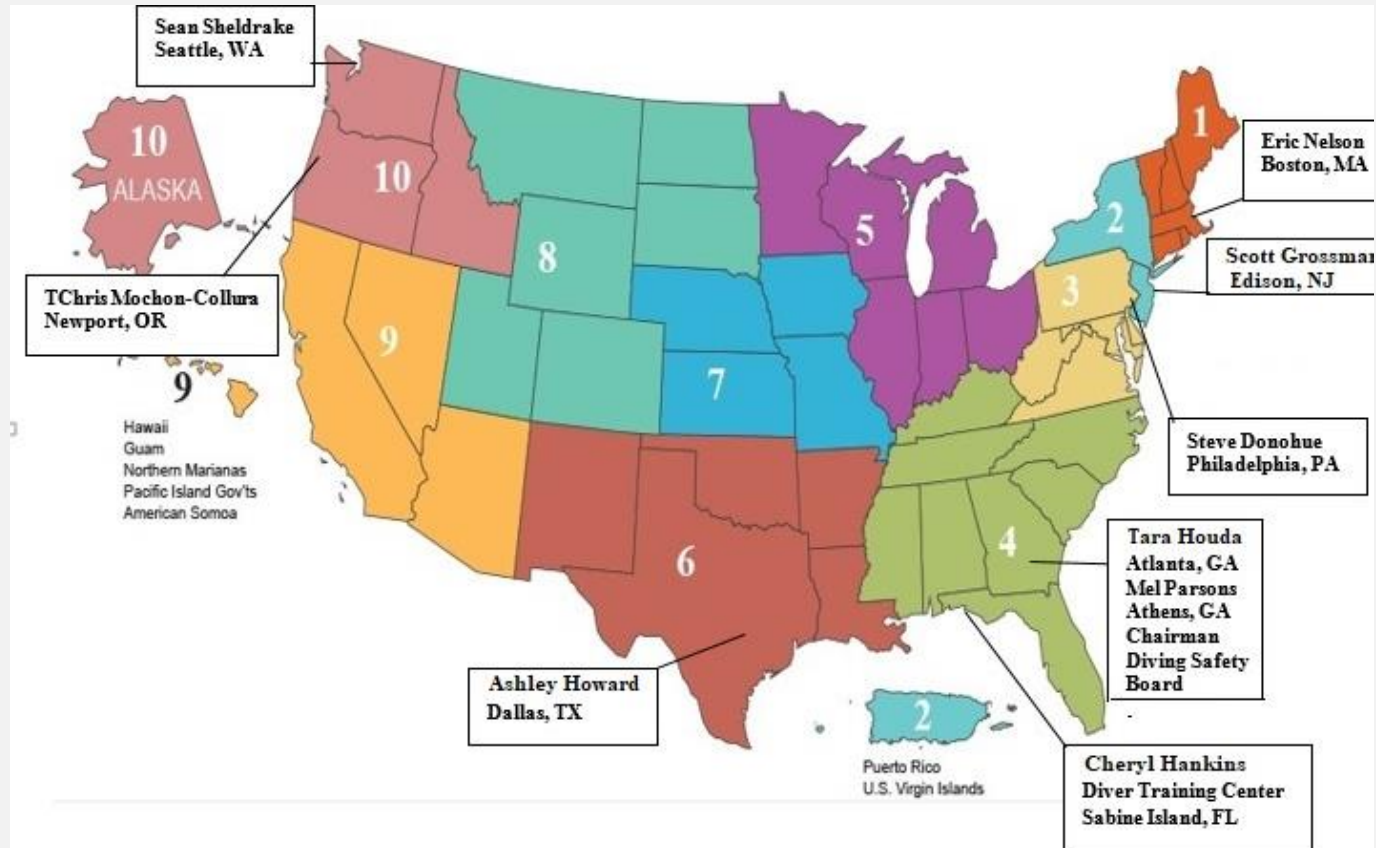 Sean Sheldrake
Seattle, WA
10
ALASKA
10
TChris Mochon-Collura
Newport, OR
9
Hawaii
Guam
Northern Marianas
Pacific Island Gov'ts
American Somoa
9
8
7
6
5
4
3
2
1
Eric Nelson
Boston, MA
Scott Grossman
Edison, NJ
Steve Donohue
Philadelphia, PA
Tara Houda
Atlanta, GA
Mel Parsons
Athens, GA
Chairman
Diving Safety
Board
-
Ashley Howard
Dallas, TX
2
Puerto Rico
U.S. Virgin Islands
Cheryl Hankins
Diver Training Center
Sabine Island, FL